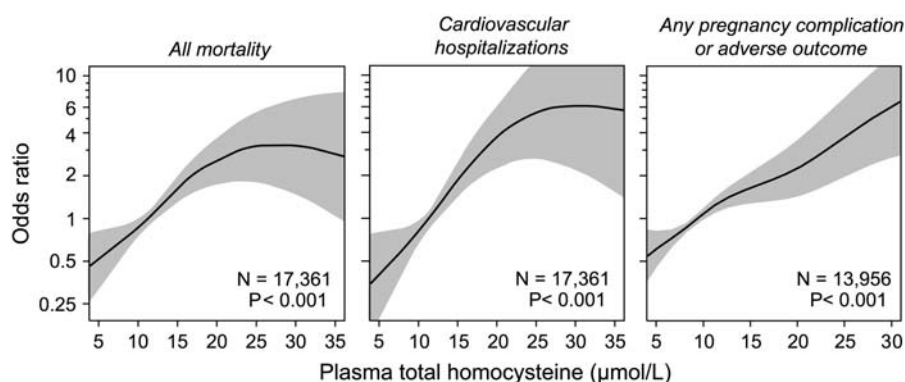 All mortality
Cardiovascular
hospitalizations
Any pregnancy complication
or adverse outcome
Odds ratio
10
6
4
2
1
0.5
0.25
N = 17,361
P< 0.001
N = 17,361
P< 0.001
N = 13,956
P< 0.001
5 10 15 20 25 30 35
5 10 15 20 25 30 35
5 10 15 20 25 30
Plasma total homocysteine (μmol/L)